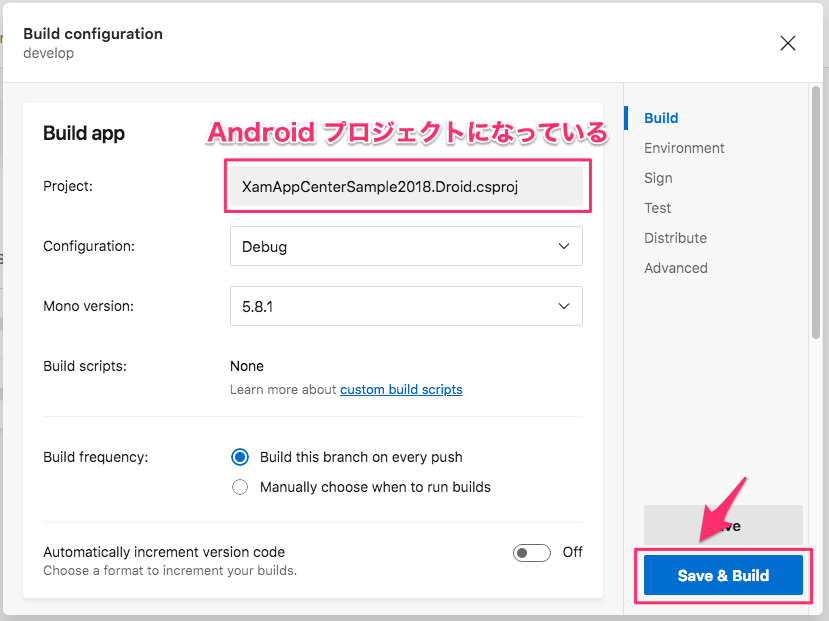 Build configuration
develop
Build app
Android プロジェクトになっている
Project:
XamAppCenterSample2018.Droid.csproj
Configuration:
Debug
Mono version:
5.8.1
Build scripts:
None
Learn more about custom build scripts
Build frequency:
Build this branch on every push
Manually choose when to run builds
Automatically increment version code
Off
Choose a format to increment your builds.
Build
Environment
Sign
Test
Distribute
Advanced
Save & Build